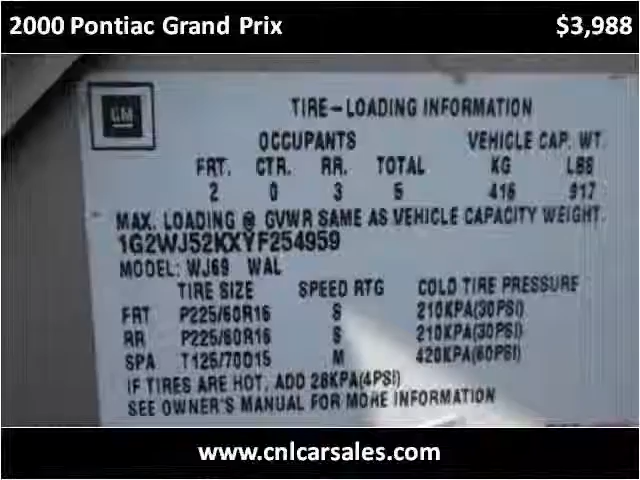 2000 Pontiac Grand Prix $3,988
GM
TIRE-LOADING INFORMATION
OCCUPANTS VEHICLE CAP. WT.
FRT. CTR. RR. TOTAL KG LBS
2 0 3 5 416 917
MAX. LOADING @ GVWR SAME AS VEHICLE CAPACITY WEIGHT.
1G2WJ52KXYF254959
MODEL: WJ69 WAL
TIRE SIZE SPEED RTG COLD TIRE PRESSURE
FRT P225/60R16 S 210KPA(30PSI)
RR P225/60R16 S 210KPA(30PSI)
SPA T125/70D15 M 420KPA(60PSI)
IF TIRES ARE HOT, ADD 28KPA(4PSI)
SEE OWNER'S MANUAL FOR MORE INFORMATION
www.cnlcarsales.com